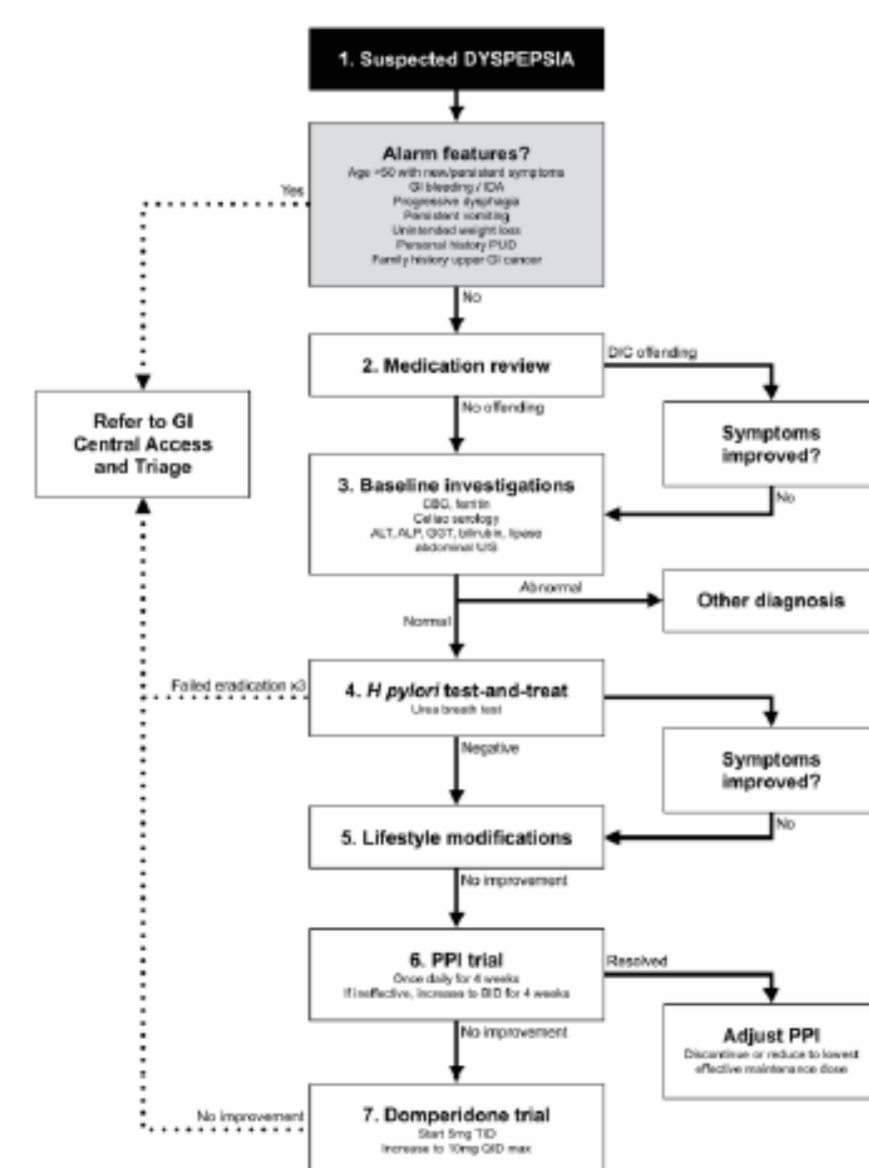 1. Suspected DYSPEPSIA
Alarm features?
Age >50 with new/persistent symptoms
GI bleeding / IDA
Progressive dysphagia
Persistent vomiting
Unintended weight loss
Personal history PUD
Family history upper GI cancer
Yes
No
2. Medication review
D/C offending
No offending
Refer to GI
Central Access
and Triage
Symptoms
improved?
No
3. Baseline investigations
CBC, ferritin
Celiac serology
ALT, ALP, GGT, bilirubin, lipase
abdominal U/S
Abnormal
Other diagnosis
Normal
Failed eradication x3
4. H pylori test-and-treat
Urea breath test
Negative
Symptoms
improved?
No
5. Lifestyle modifications
No improvement
6. PPI trial
Once daily for 4 weeks
If ineffective, increase to BID for 4 weeks
Resolved
No improvement
Adjust PPI
Discontinue or reduce to lowest
effective maintenance dose
No improvement
7. Domperidone trial
Start 5mg TID
Increase to 10mg QID max